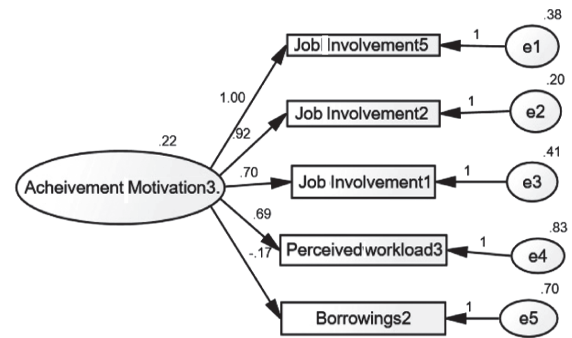 .38
Job Involvement5
1
e1
.20
1.00
Job Involvement2
1
e2
.92
.22
.41
Acheivement Motivation3.
.70
Job Involvement1
1
e3
.69
.83
Perceived workload3
1
e4
-.17
.70
Borrowings2
1
e5